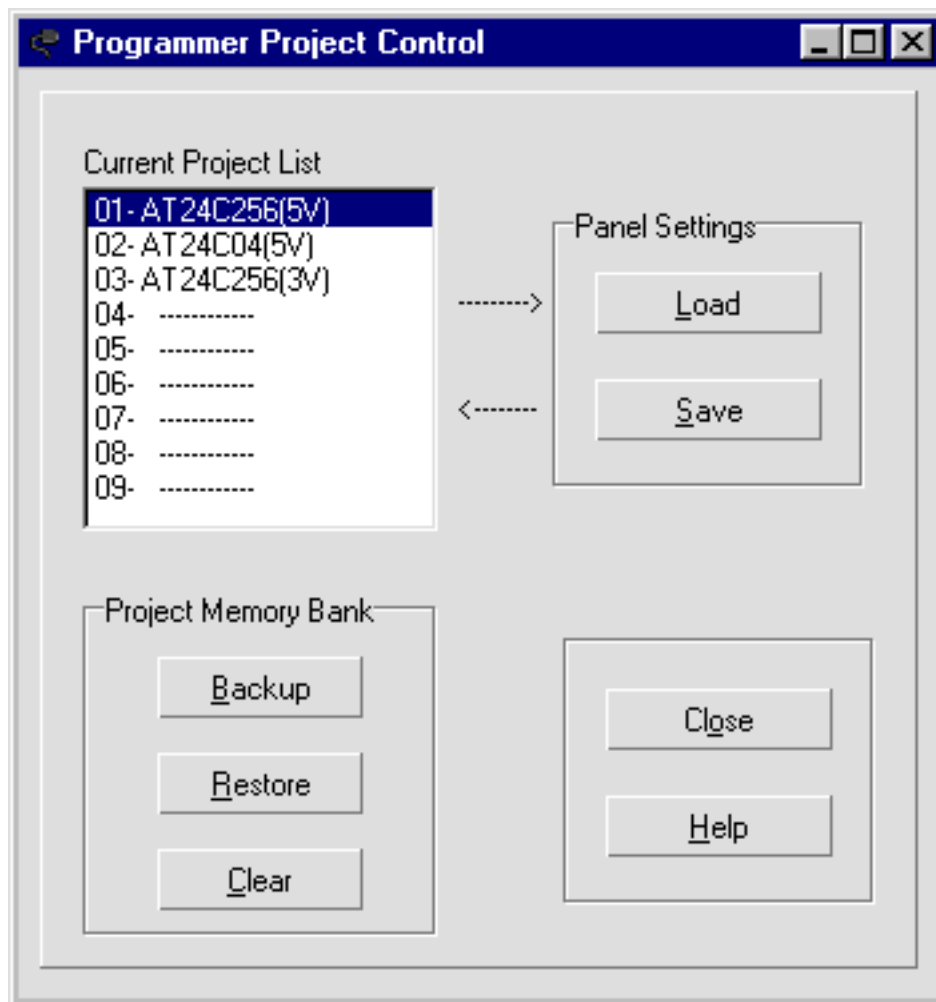 Programmer Project Control
Current Project List
01- AT24C256(5V)
02- AT24C04(5V)
03- AT24C256(3V)
04- ------------
05- ------------
06- ------------
07- ------------
08- ------------
09- ------------
--------->
<--------
Panel Settings
Load
Save
Project Memory Bank
Backup
Restore
Clear
Close
Help